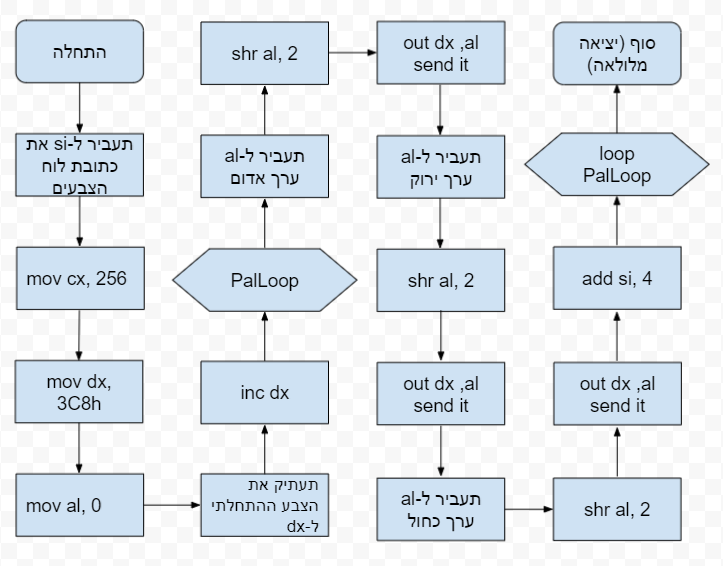 התחלה
תעביר ל-si את
כתובת לוח
הצבעים
mov cx, 256
mov dx,
3C8h
mov al, 0
תעתיק את
הצבע ההתחלתי
ל-dx
inc dx
PalLoop
תעביר ל-al
ערך אדום
shr al, 2
out dx ,al
send it
תעביר ל-al
ערך ירוק
shr al, 2
out dx ,al
send it
תעביר ל-al
ערך כחול
shr al, 2
out dx ,al
send it
add si, 4
loop
PalLoop
סוף (יציאה
מלולאה)